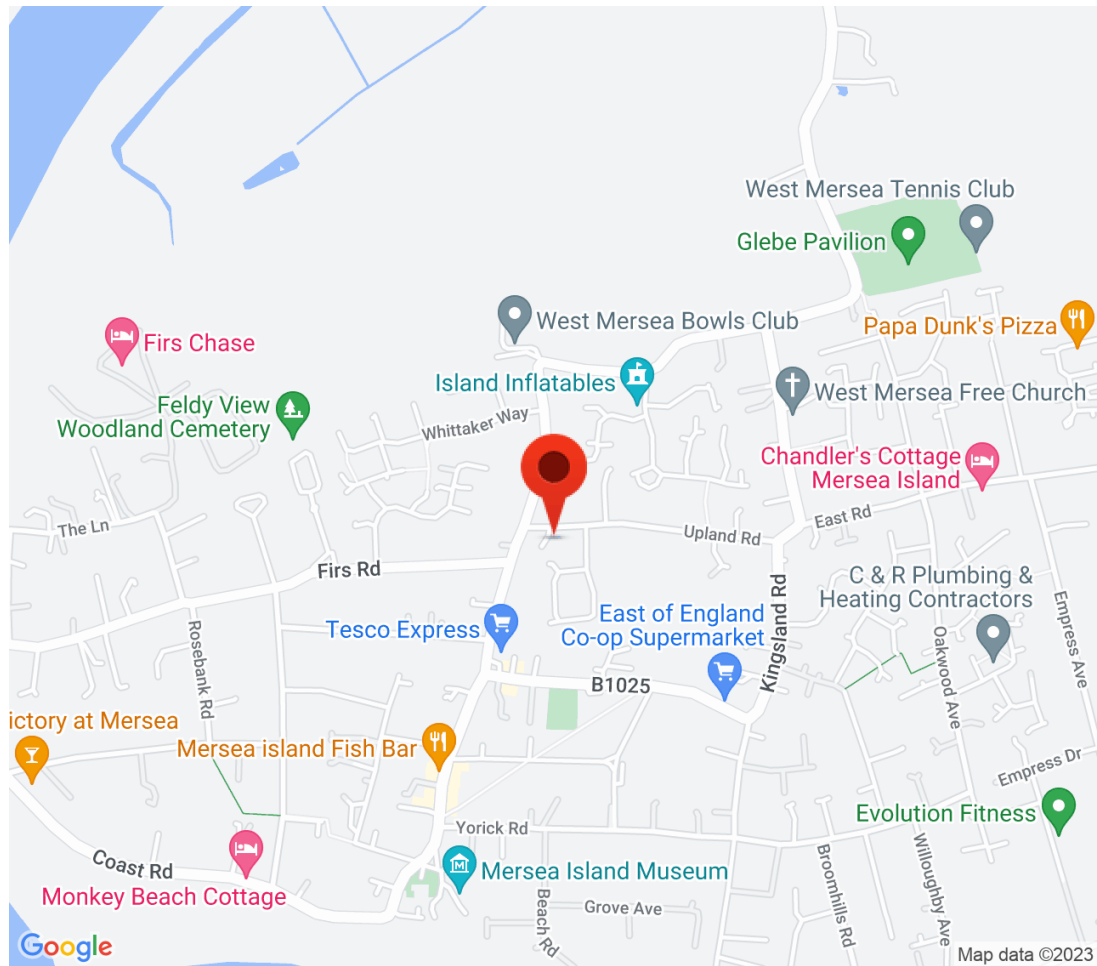 West Mersea Tennis Club
Glebe Pavilion
Papa Dunk's Pizza
West Mersea Bowls Club
Firs Chase
Island Inflatables
West Mersea Free Church
Feldy View
Woodland Cemetery
Whittaker Way
Chandler's Cottage
Mersea Island
The Ln
Upland Rd
East Rd
Firs Rd
C & R Plumbing &
Heating Contractors
Tesco Express
East of England
Co-op Supermarket
Kingsland Rd
Empress Ave
Oakwood Ave
Rosebank Rd
B1025
ictory at Mersea
Mersea island Fish Bar
Empress Dr
Evolution Fitness
Yorick Rd
Coast Rd
Monkey Beach Cottage
Mersea Island Museum
Beach Rd
Grove Ave
Broomhills Rd
Willoughby Ave
Google
Map data ©2023